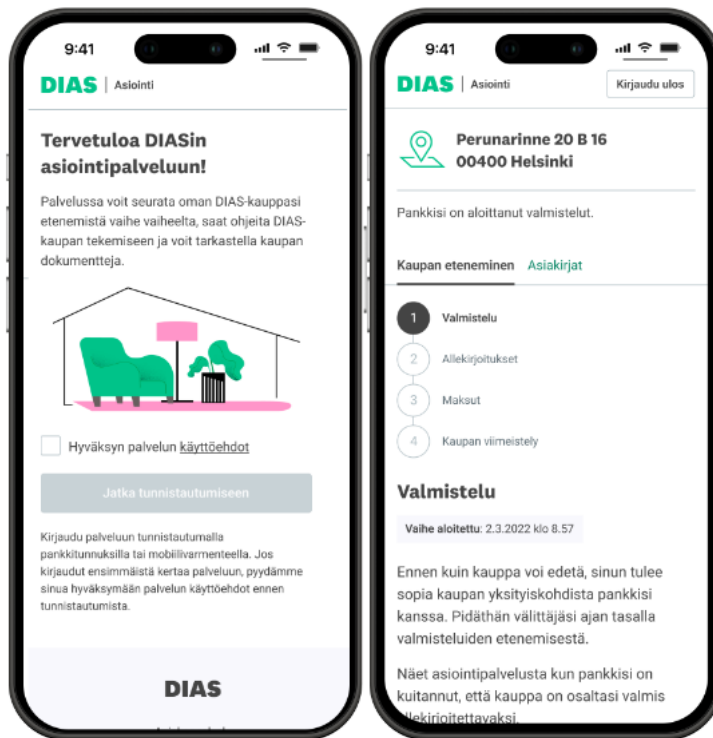 9:41
DIAS | Asiointi
Tervetuloa DIASin
asiointipalveluun!
Palvelussa voit seurata oman DIAS-kauppasi
etenemistä vaihe vaiheelta, saat ohjeita DIAS-
kaupan tekemiseen ja voit tarkastella kaupan
dokumentteja.
Hyväksyn palvelun käyttöehdot
Jatka tunnistautumiseen
Kirjaudu palveluun tunnistautumalla
pankkitunnuksilla tai mobiilivarmenteella. Jos
kirjaudut ensimmäistä kertaa palveluun, pyydämme
sinua hyväksymään palvelun käyttöehdot ennen
tunnistautumista.
DIAS
9:41
DIAS | Asiointi
Kirjaudu ulos
Perunarinne 20 B 16
00400 Helsinki
Pankkisi on aloittanut valmistelut.
Kaupan eteneminen Asiakirjat
1 Valmistelu
2 Allekirjoitukset
3 Maksut
4 Kaupan viimeistely
Valmistelu
Vaihe aloitettu: 2.3.2022 klo 8.57
Ennen kuin kauppa voi edetä, sinun tulee
sopia kaupan yksityiskohdista pankkisi
kanssa. Pidäthän välittäjäsi ajan tasalla
valmisteluiden etenemisestä.
Näet asiointipalvelusta kun pankkisi on
kuitannut, että kauppa on osaltasi valmis
allekirjoitettavaksi.